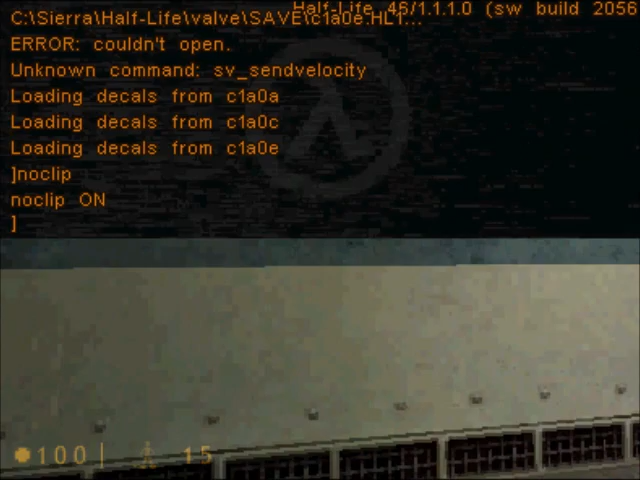 Half-Life 46/1.1.1.0 (sw build 2056
C:\Sierra\Half-Life\valve\SAVE\c1a0e.HL1...
ERROR: couldn't open.
Unknown command: sv_sendvelocity
Loading decals from c1a0a
Loading decals from c1a0c
Loading decals from c1a0e
]noclip
noclip ON
]
100 | 15